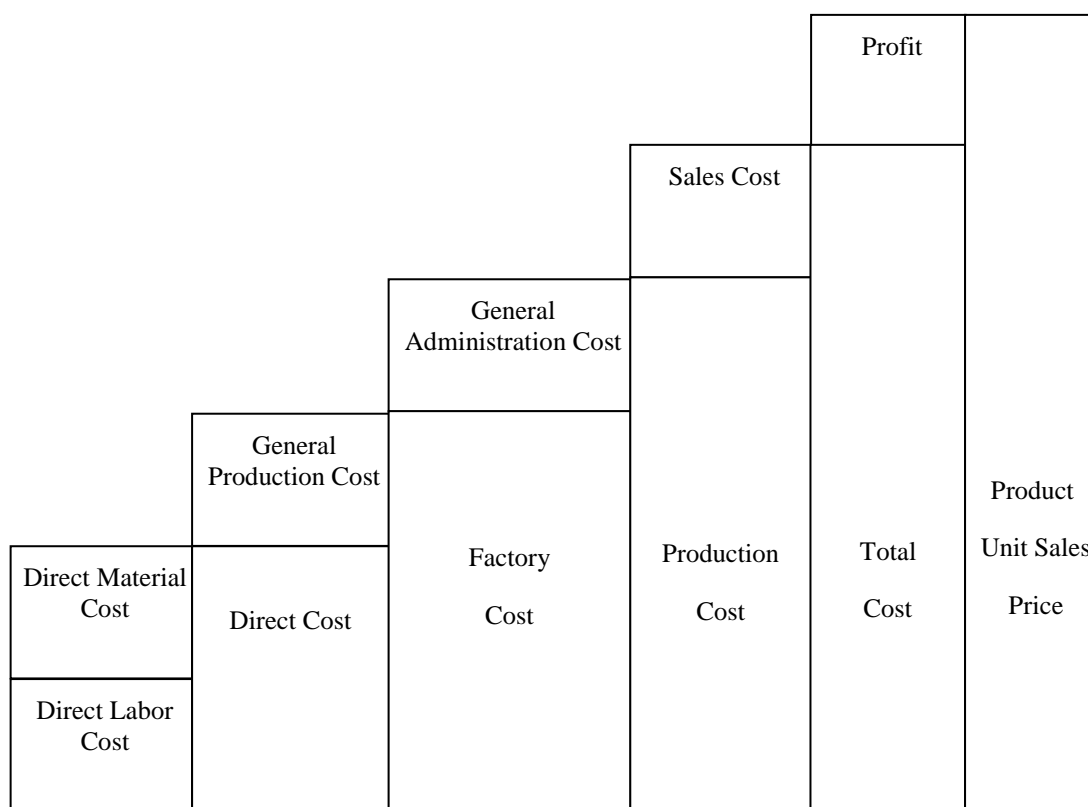 Profit
Sales Cost
General
Administration Cost
General
Production Cost
Direct Material
Cost
Direct Labor
Cost
Direct Cost
Factory
Cost
Production
Cost
Total
Cost
Product
Unit Sales
Price